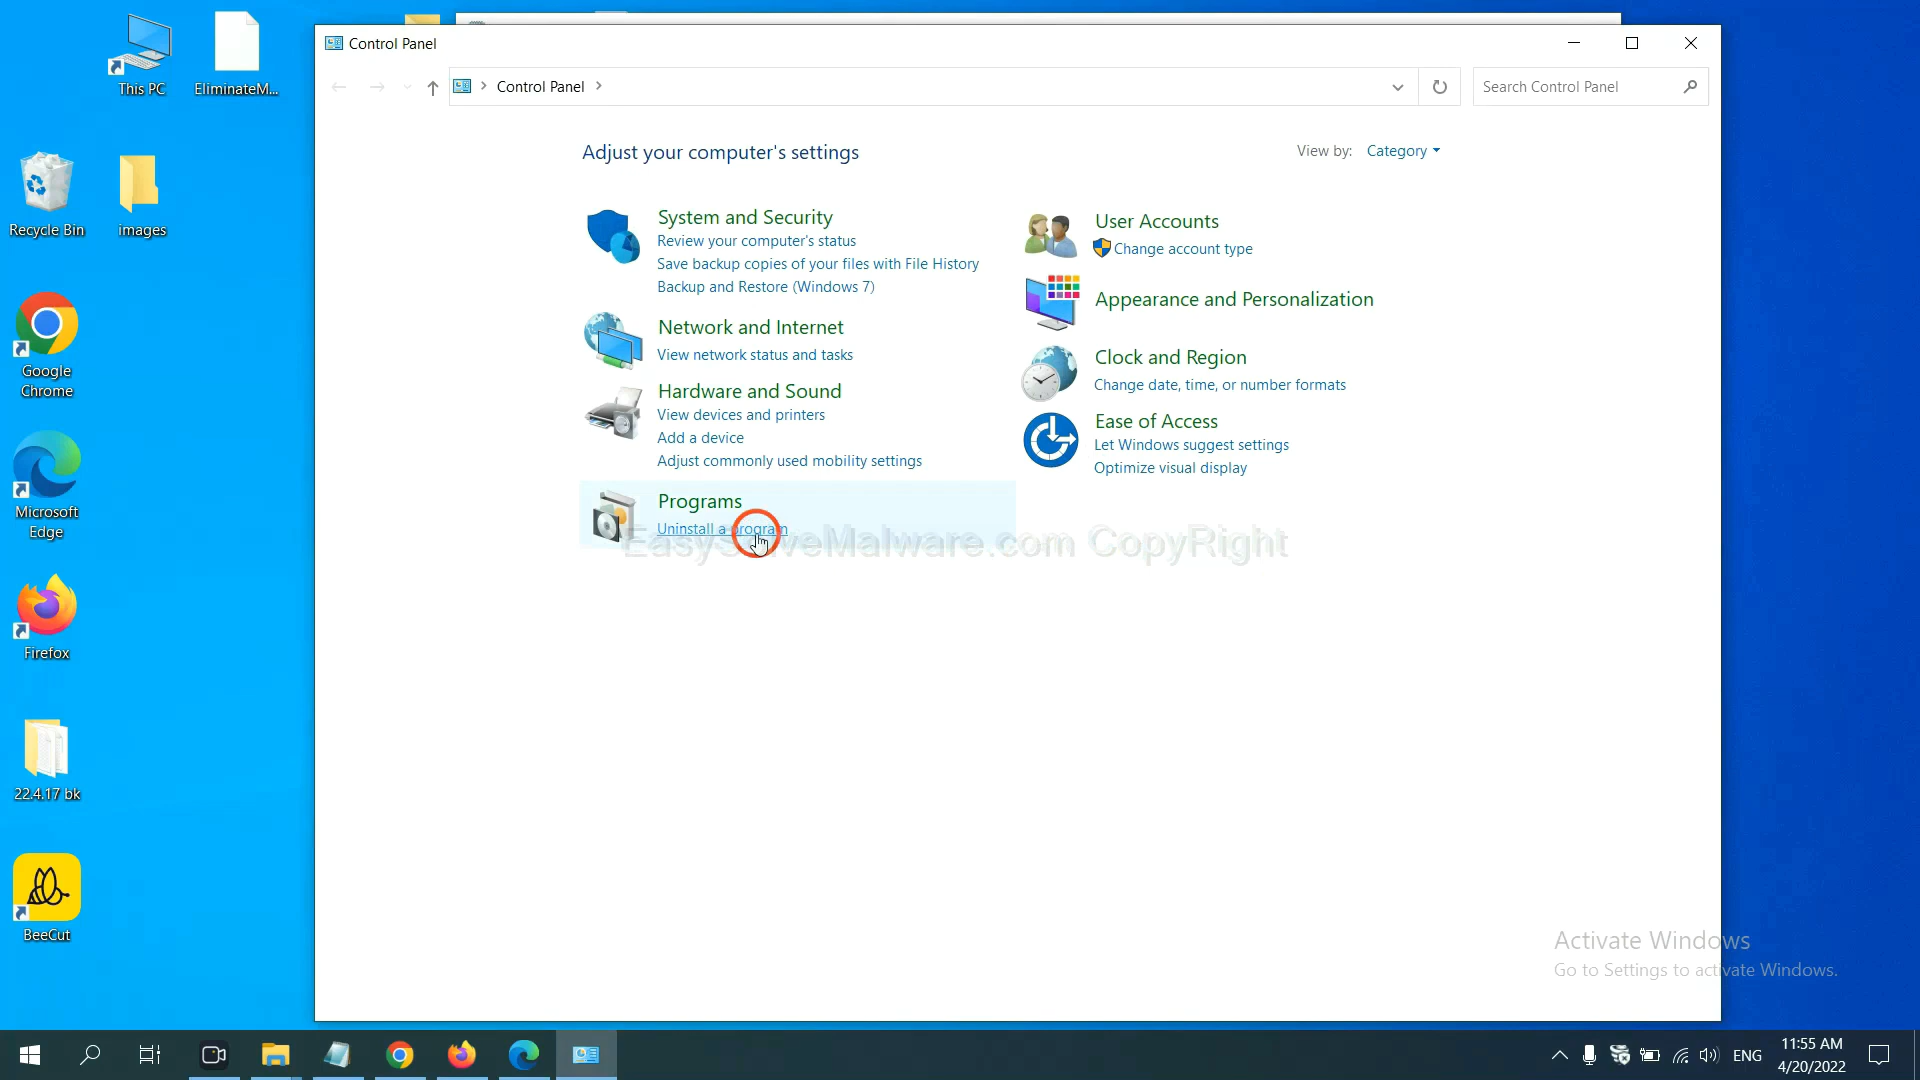 This PC
EliminateM...
Recycle Bin
images
Google
Chrome
Microsoft
Edge
Firefox
22.4.17 bk
BeeCut
Control Panel
Control Panel
Search Control Panel
Adjust your computer's settings
View by: Category
System and Security
Review your computer's status
Save backup copies of your files with File History
Backup and Restore (Windows 7)
Network and Internet
View network status and tasks
Hardware and Sound
View devices and printers
Add a device
Adjust commonly used mobility settings
Programs
Uninstall a program
User Accounts
Change account type
Appearance and Personalization
Clock and Region
Change date, time, or number formats
Ease of Access
Let Windows suggest settings
Optimize visual display
EasySolveMalware.com CopyRight
Activate Windows
Go to Settings to activate Windows.
ENG
11:55 AM
4/20/2022